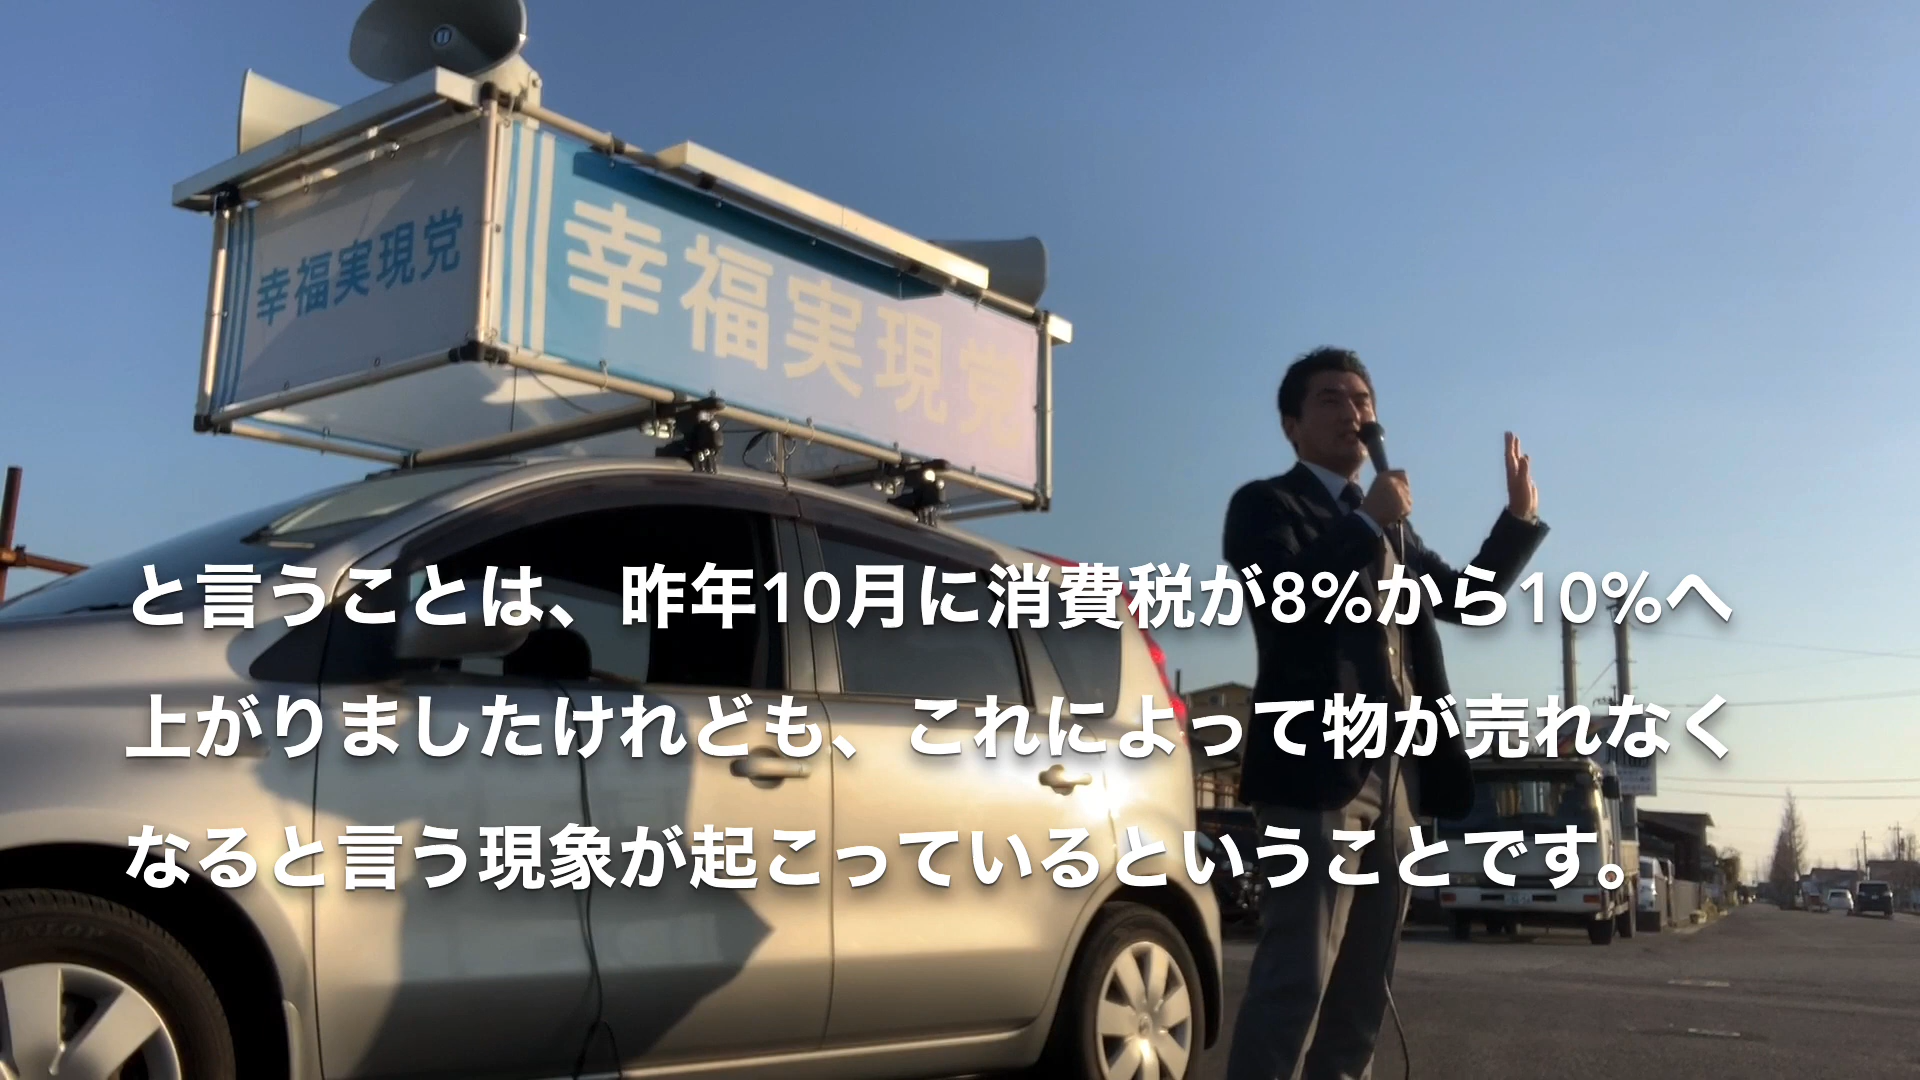 幸福実現党
幸福実現党
と言うことは、昨年10月に消費税が8%から10%へ
上がりましたけれども、これによって物が売れなく
なると言う現象が起こっているということです。
DUNLOP